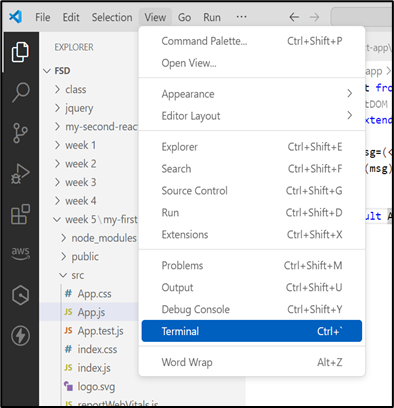 File Edit Selection View Go Run ...
EXPLORER
FSD
class
jquery
my-second-reac
week 1
week 2
week 3
week 4
week 5\my-first
node_modules
public
src
# App.css
JS App.js
JS App.test.js
# index.css
JS index.js
logo.svg
JS reportWebVitals.js
aws
Command Palette... Ctrl+Shift+P
Open View...
Appearance
Editor Layout
Explorer Ctrl+Shift+E
Search Ctrl+Shift+F
Source Control Ctrl+Shift+G
Run Ctrl+Shift+D
Extensions Ctrl+Shift+X
Problems Ctrl+Shift+M
Output Ctrl+Shift+U
Debug Console Ctrl+Shift+Y
Terminal Ctrl+`
Word Wrap Alt+Z
t-app\
app
t from
tDOM
extend
msg=(<
(msg)
ult A